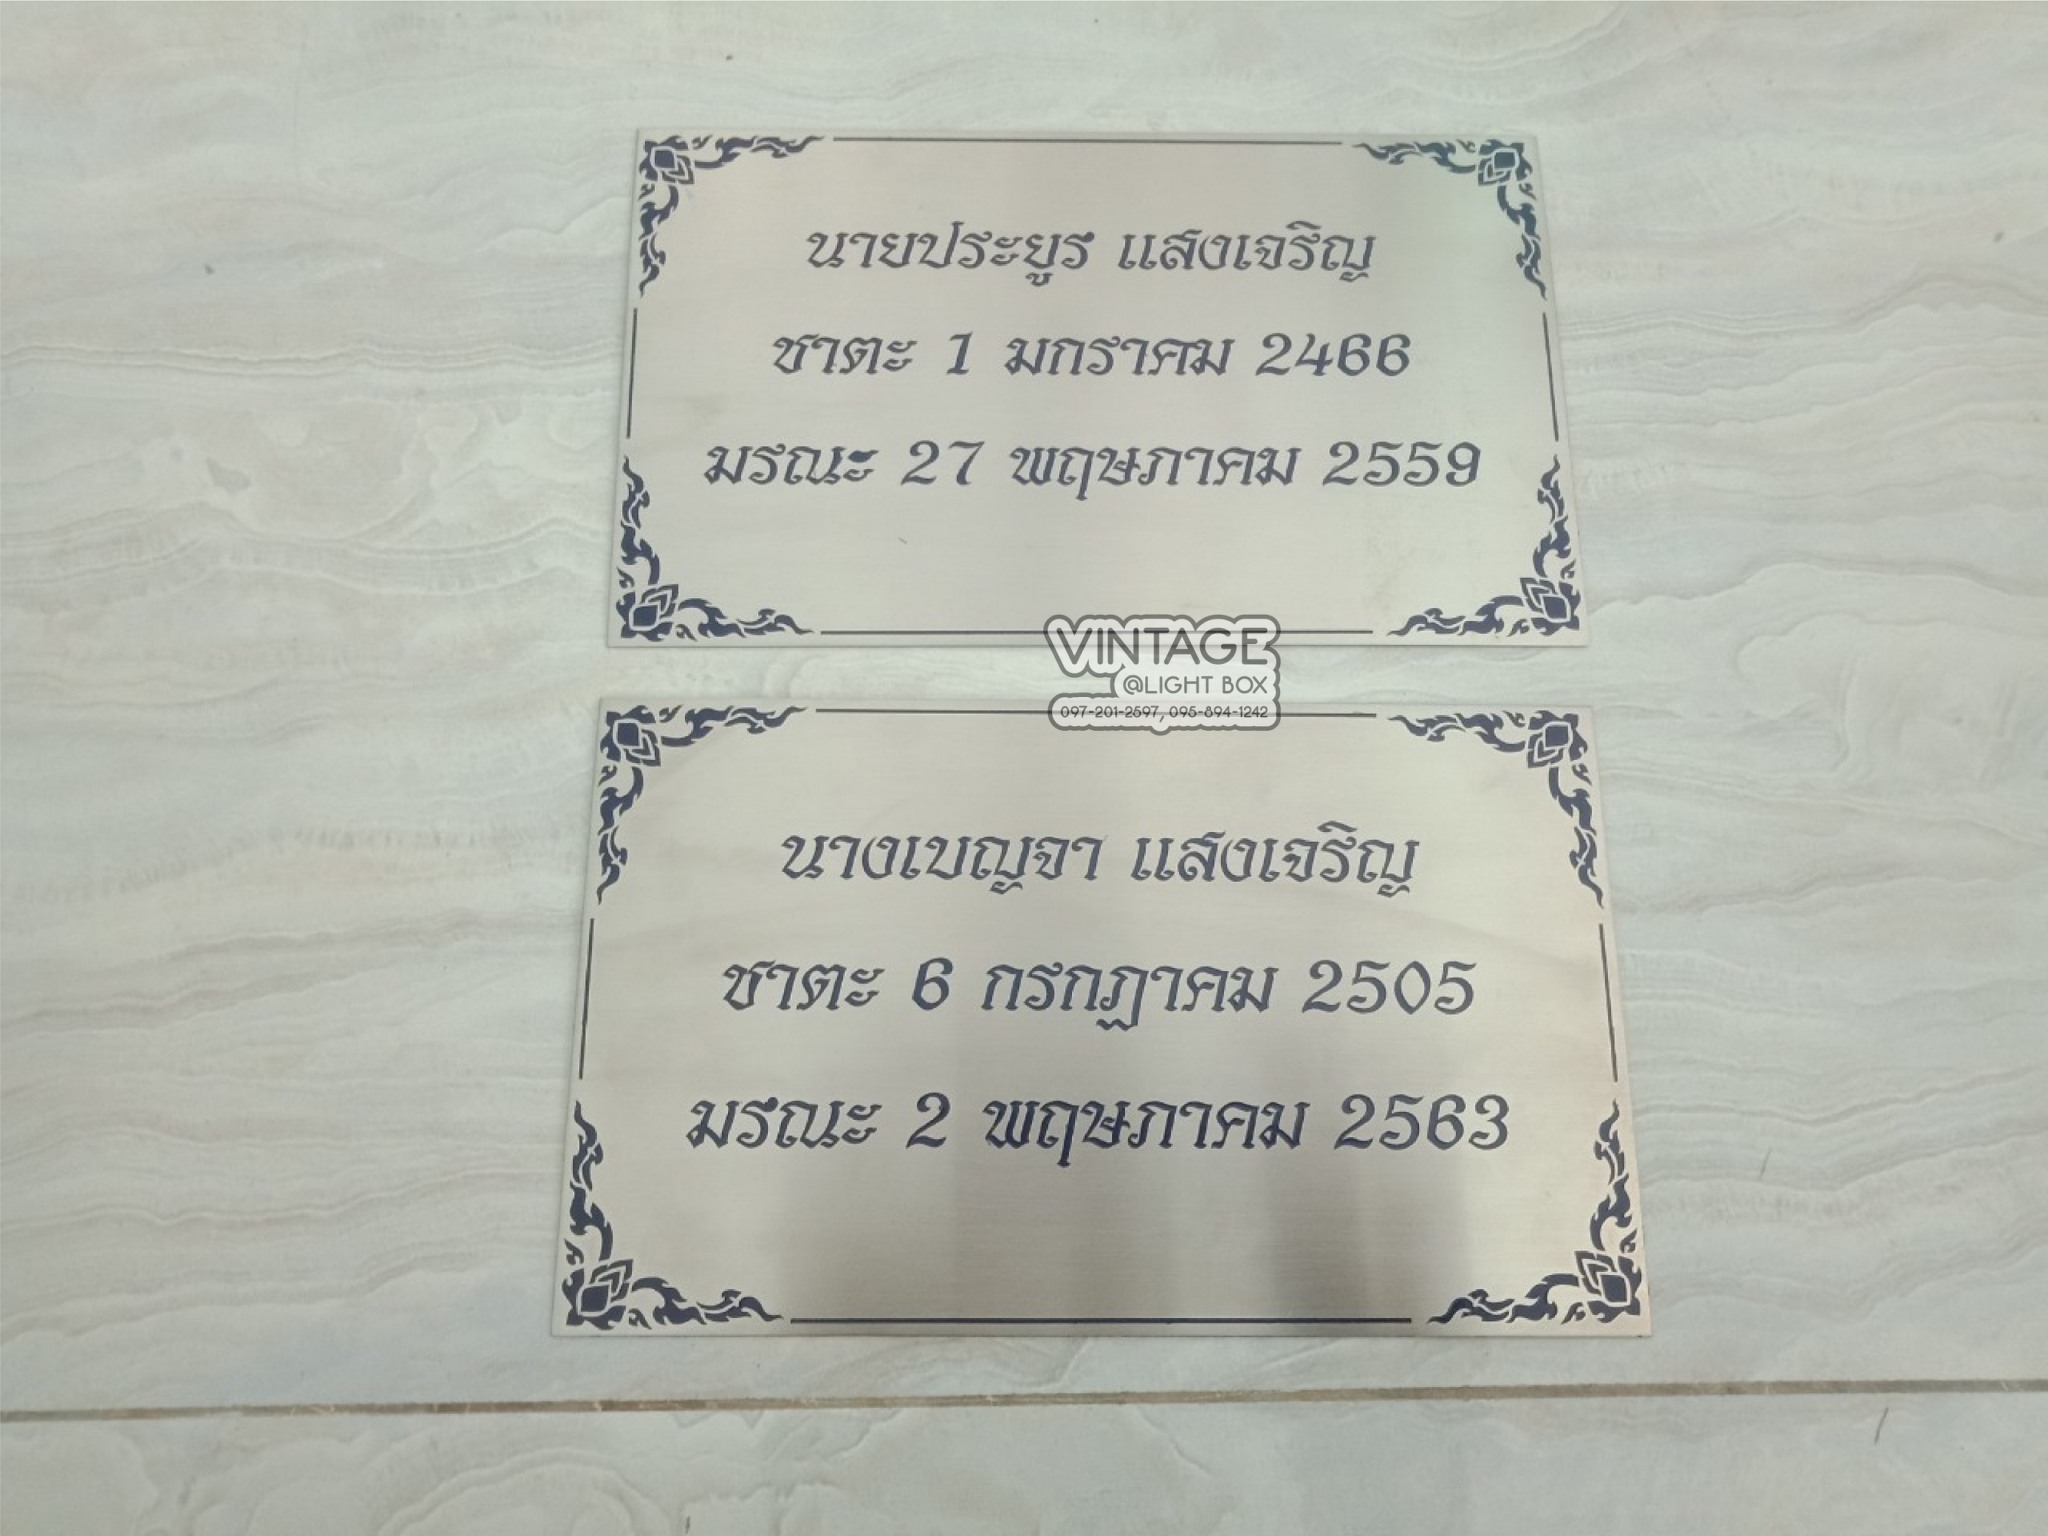 นายประยูร แสงเจริญ
ชาตะ 1 มกราคม 2466
มรณะ 27 พฤษภาคม 2559
VINTAGE
@LIGHT BOX
097-201-2597, 095-894-1242
นางเบญจา แสงเจริญ
ชาตะ 6 กรกฎาคม 2505
มรณะ 2 พฤษภาคม 2563